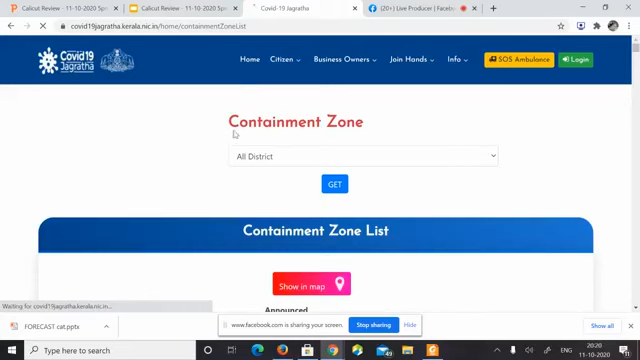 Calicut Review - 11-10-2020 Spe
Calicut Review - 11-10-2020 Spe
Covid-19 Jagratha
(20+) Live Producer | Facebo
covid19jagratha.kerala.nic.in/home/containmentZoneList
Covid19 Jagratha
Home
Citizen
Business Owners
Join Hands
Info
SOS Ambulance
Login
Containment Zone
All District
GET
Containment Zone List
Show in map
Announced
Waiting for covid19jagratha.kerala.nic.in...
FORECAST cat.pptx
www.facebook.com is sharing your screen.
Stop sharing
Hide
Show all
Type here to search
49
ENG
20:20
11-10-2020